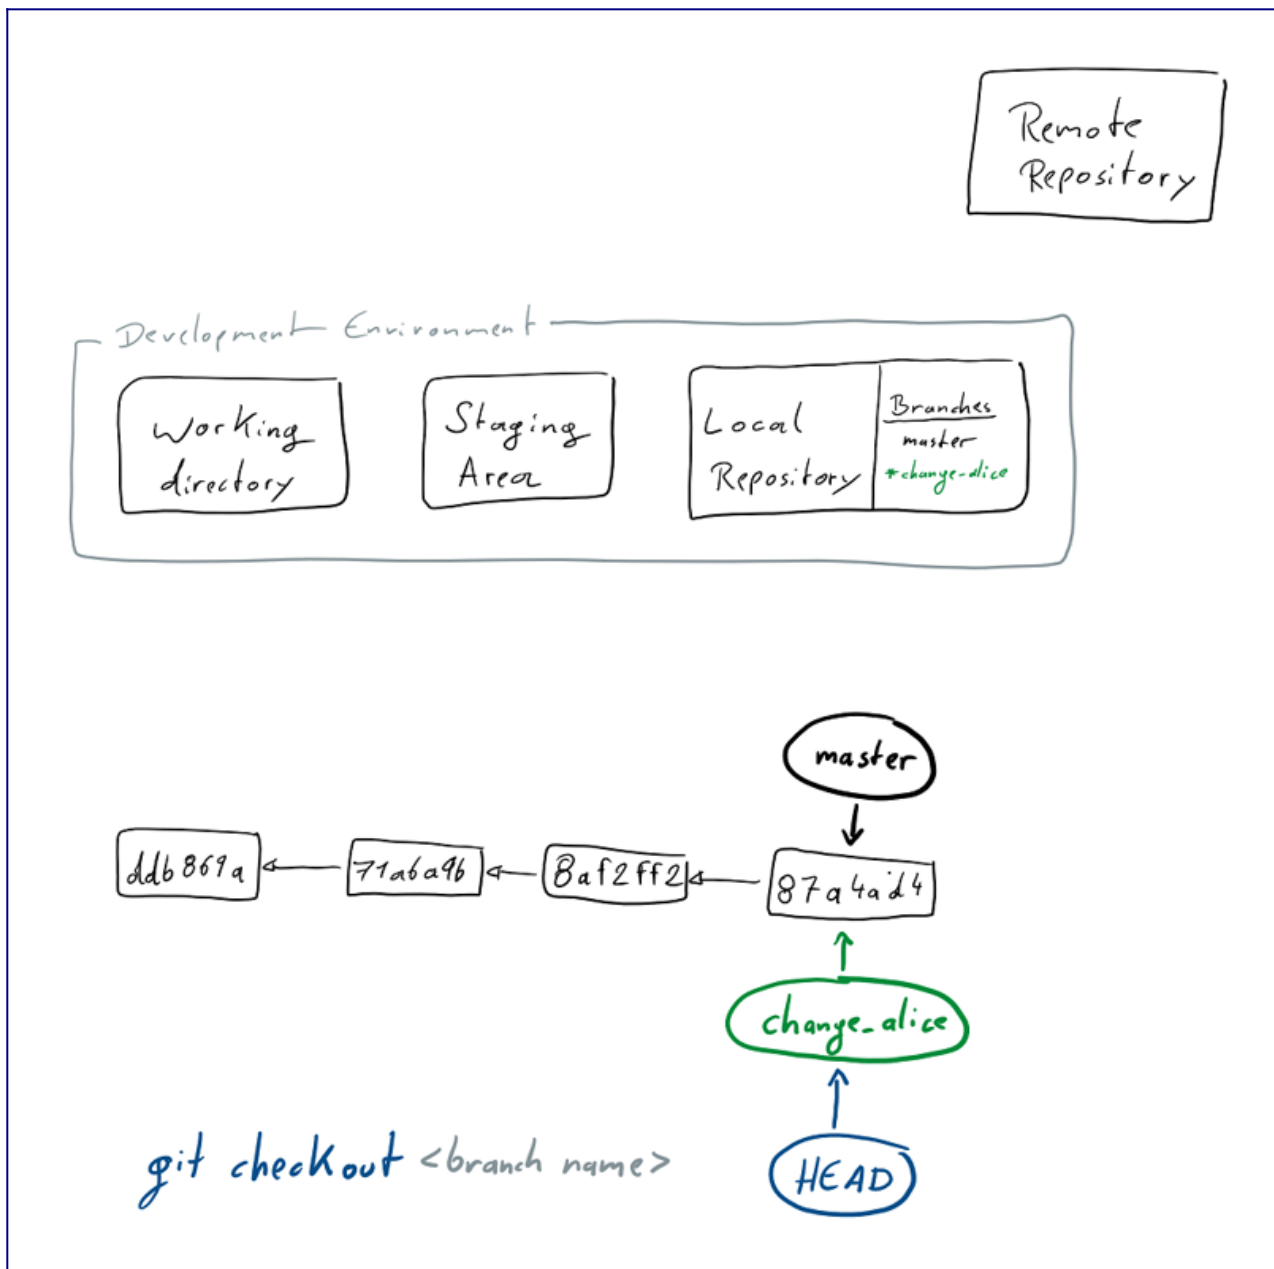 Remote
Repository
Development Environment
Working
directory
Staging
Area
Local
Repository
Branches
master
*change-alice
master
ddb869a
71a6a9b
8af2ff2
87a4ad4
change_alice
HEAD
git checkout <branch name>